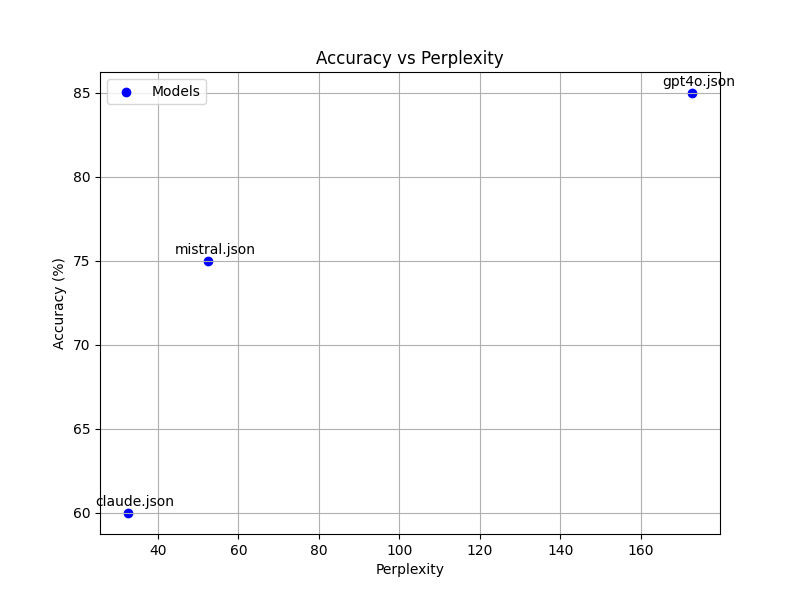 Accuracy vs Perplexity
gpt4o.json
Models
85
80
mistral.json
75
Accuracy (%)
70
65
claude.json
60
40 60 80 100 120 140 160
Perplexity